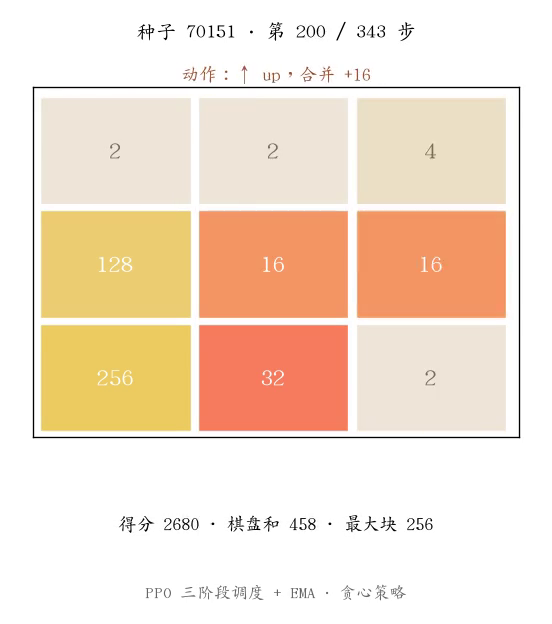 种子 70151 · 第 200 / 343 步
动作：↑ up，合并 +16
2 2 4
128 16 16
256 32 2
得分 2680 · 棋盘和 458 · 最大块 256
PPO 三阶段调度 + EMA · 贪心策略